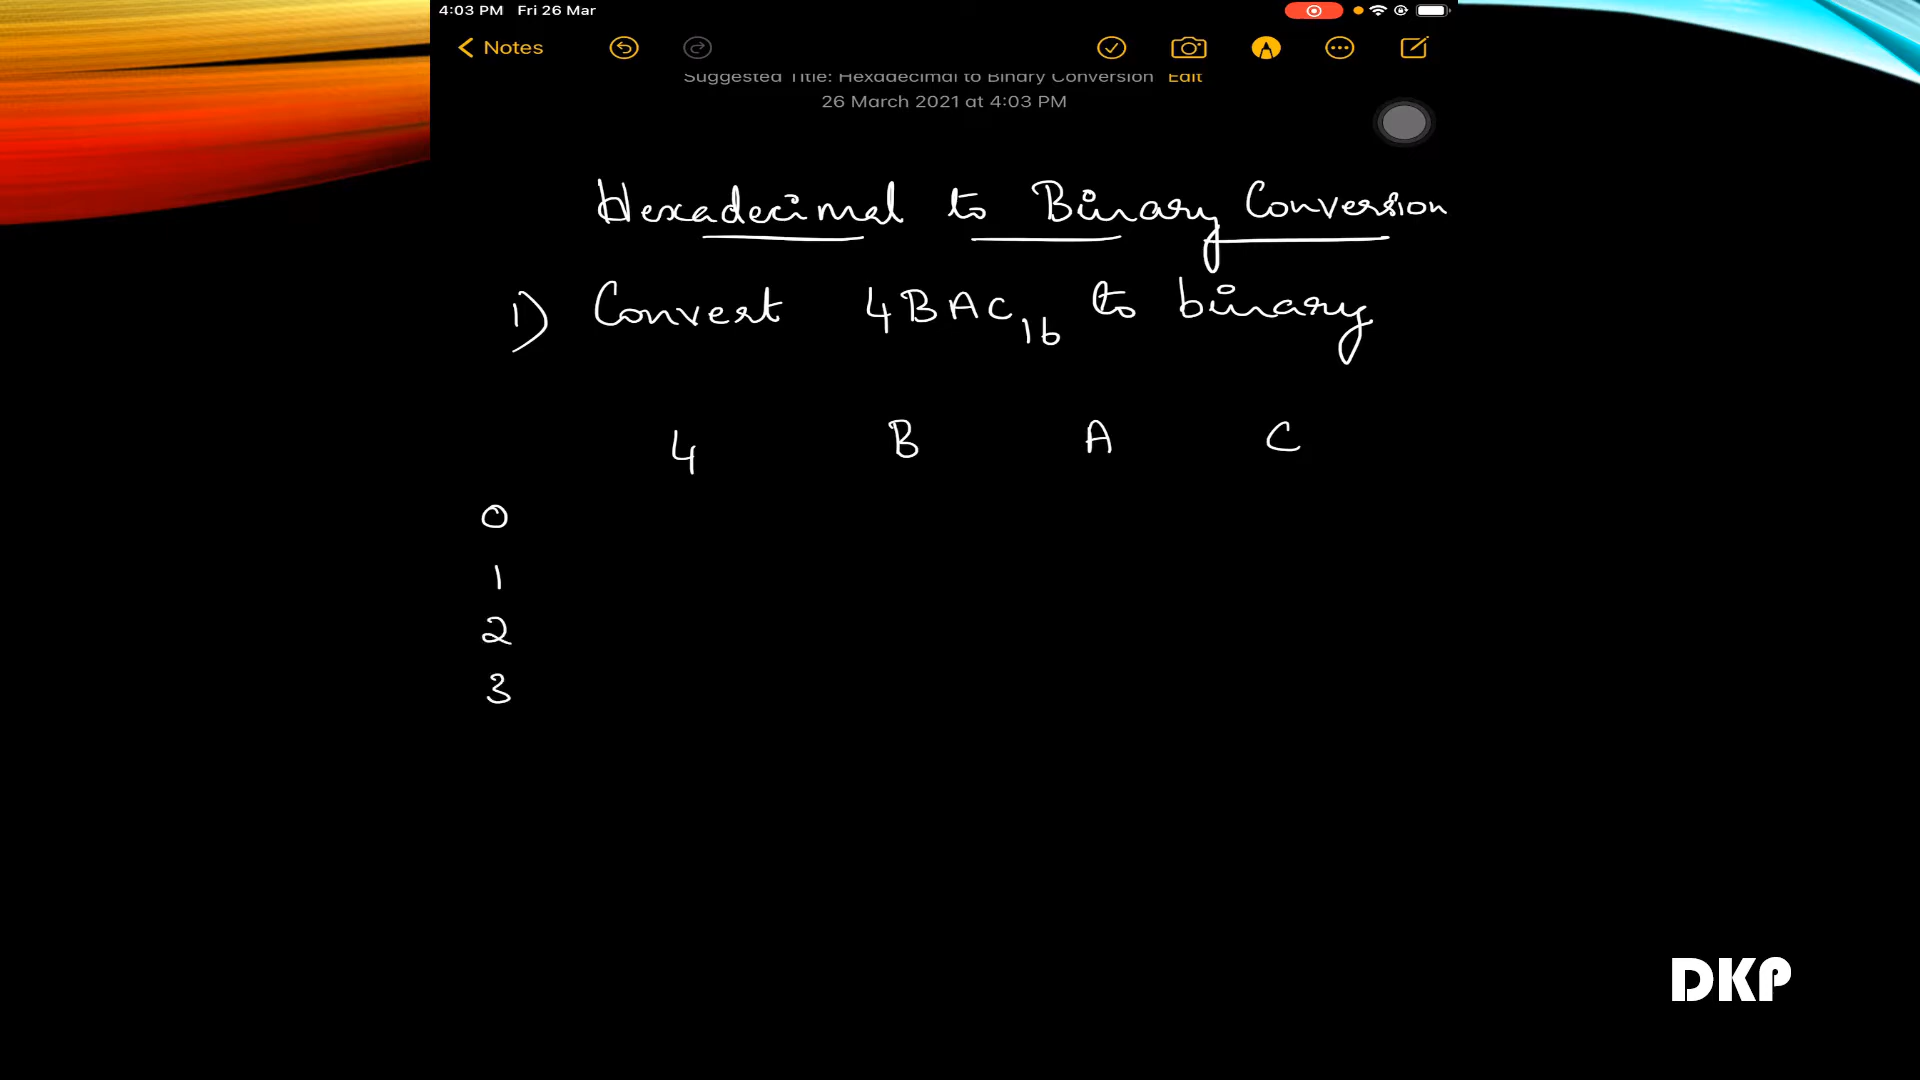 4:03 PM Fri 26 Mar
Notes
Suggested Title: Hexadecimal to Binary Conversion Edit
26 March 2021 at 4:03 PM
Hexadecimal to Binary Conversion
1) Convert 4BAC16 to binary
4 B A C
0
1
2
3
DKP